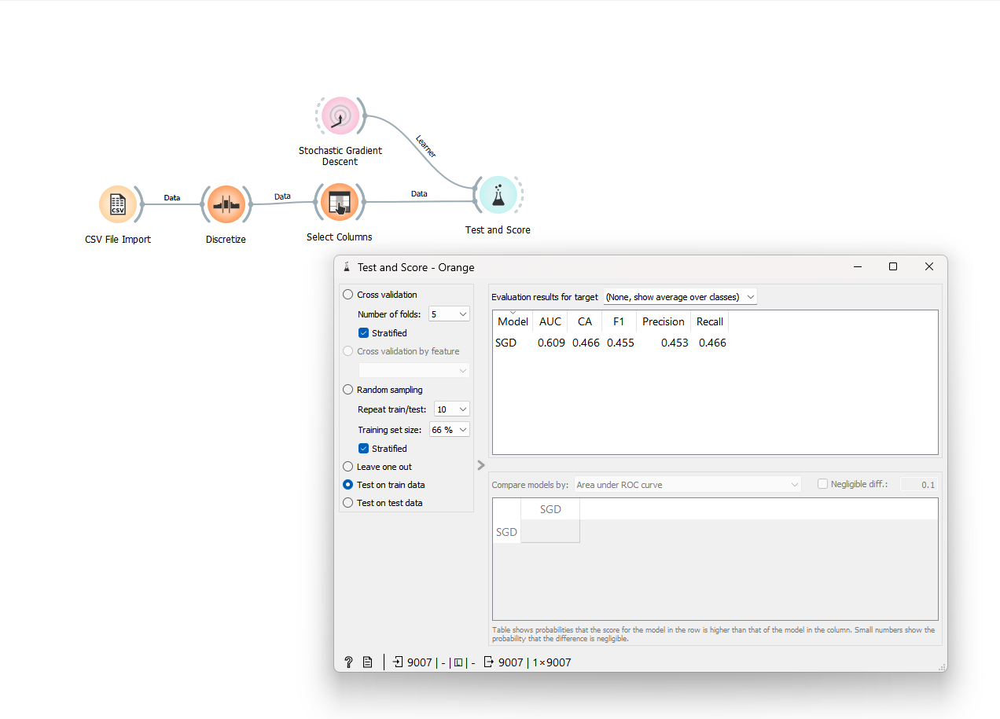 Learner
Stochastic Gradient
Descent
Data
Data
Data
CSV
CSV File Import
Discretize
Select Columns
Test and Score
Test and Score - Orange
Cross validation
Number of folds: 5
Stratified
Cross validation by feature
Random sampling
Repeat train/test: 10
Training set size: 66 %
Stratified
Leave one out
Test on train data
Test on test data
Evaluation results for target (None, show average over classes)
Model AUC CA F1 Precision Recall
SGD 0.609 0.466 0.455 0.453 0.466
Compare models by: Area under ROC curve Negligible diff.: 0.1
SGD
SGD
Table shows probabilities that the score for the model in the row is higher than that of the model in the column. Small numbers show the
probability that the difference is negligible.
? 9007 | - | L | - 9007 | 1×9007